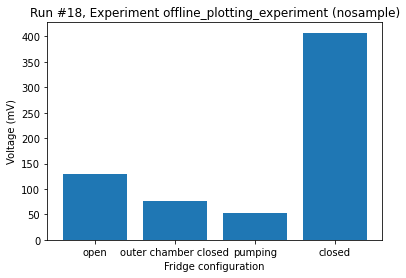 Run #18, Experiment offline_plotting_experiment (nosample)
400
350
300
250
200
150
100
50
0
Voltage (mV)
open outer chamber closed pumping closed
Fridge configuration